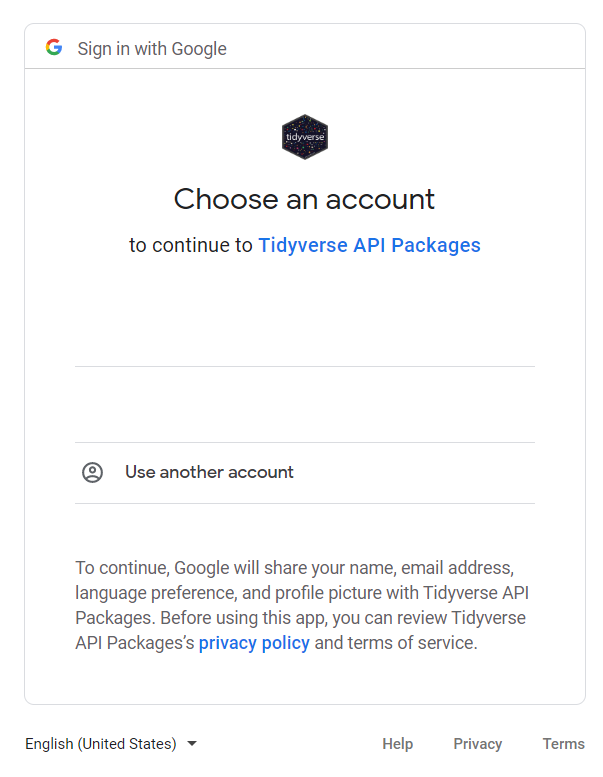 Sign in with Google
tidyverse
Choose an account
to continue to Tidyverse API Packages
Use another account
To continue, Google will share your name, email address,
language preference, and profile picture with Tidyverse API
Packages. Before using this app, you can review Tidyverse
API Packages’s privacy policy and terms of service.
English (United States)
Help
Privacy
Terms